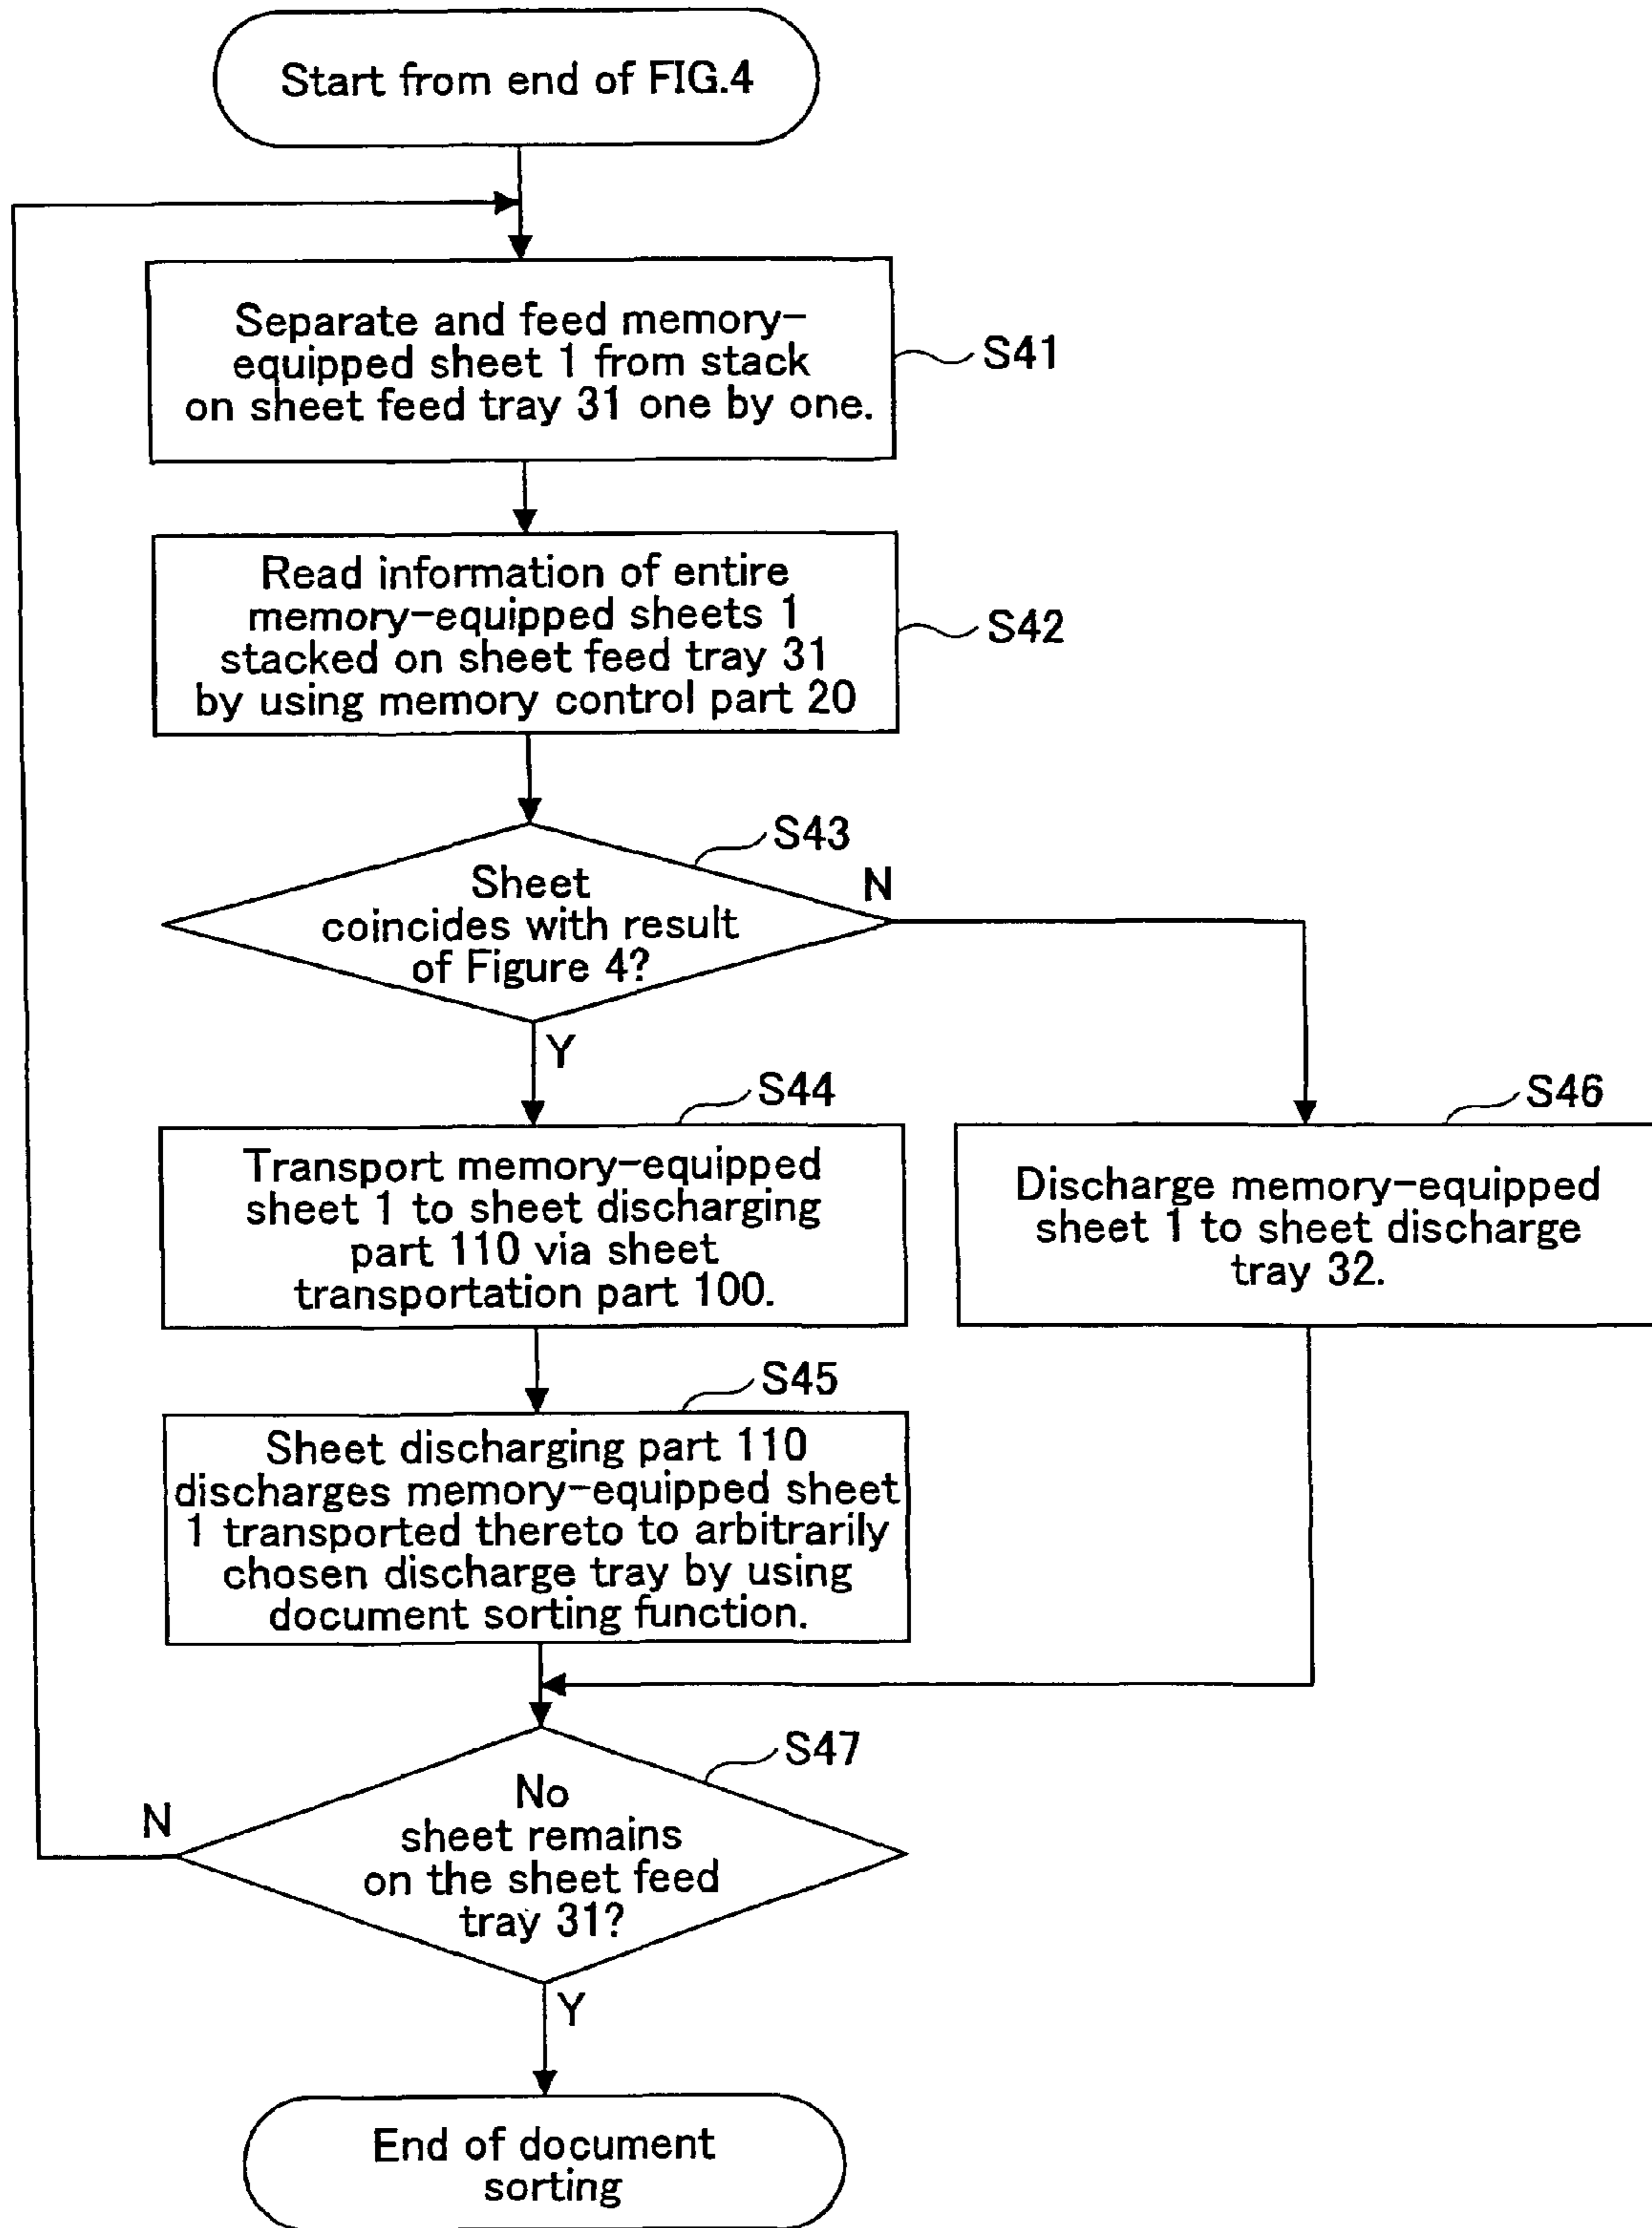 Start from end of FIG.4
Separate and feed memory-
equipped sheet 1 from stack
on sheet feed tray 31 one by one.
S41
Read information of entire
memory-equipped sheets 1
stacked on sheet feed tray 31
by using memory control part 20
S42
S43
Sheet
coincides with result
of Figure 4?
N
Y
S44
Transport memory-equipped
sheet 1 to sheet discharging
part 110 via sheet
transportation part 100.
S46
Discharge memory-equipped
sheet 1 to sheet discharge
tray 32.
S45
Sheet discharging part 110
discharges memory-equipped sheet
1 transported thereto to arbitrarily
chosen discharge tray by using
document sorting function.
S47
No
sheet remains
on the sheet feed
tray 31?
N
Y
End of document
sorting